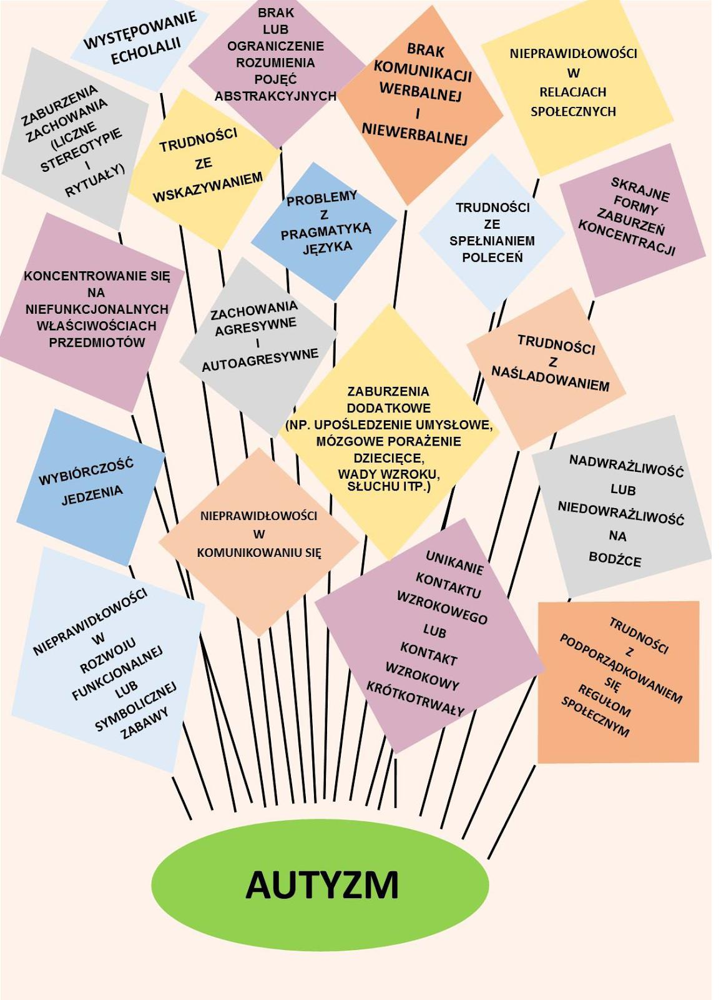 WYSTĘPOWANIE
ECHOLALII
BRAK
LUB
OGRANICZENIE
ROZUMIENIA
POJĘĆ
ABSTRAKCYJNYCH
BRAK
KOMUNIKACJI
WERBALNEJ
I
NIEWERBALNEJ
NIEPRAWIDŁOWOŚCI
W
RELACJACH
SPOŁECZNYCH
ZABURZENIA
ZACHOWANIA
(LICZNE
STEREOTYPIE
I
RYTUAŁY)
TRUDNOŚCI
ZE
WSKAZYWANIEM
PROBLEMY
Z
PRAGMATYKĄ
JĘZYKA
TRUDNOŚCI
ZE
SPEŁNIANIEM
POLECEŃ
SKRAJNE
FORMY
ZABURZEŃ
KONCENTRACJI
KONCENTROWANIE SIĘ
NA
NIEFUNKCJONALNYCH
WŁAŚCIWOŚCIACH
PRZEDMIOTÓW
ZACHOWANIA
AGRESYWNE
I
AUTOAGRESYWNE
TRUDNOŚCI
Z
NAŚLADOWANIEM
ZABURZENIA
DODATKOWE
(NP. UPOŚLEDZENIE UMYSŁOWE,
MÓZGOWE PORAŻENIE
DZIECIĘCE,
WADY WZROKU,
SŁUCHU ITP.)
WYBIÓRCZOŚĆ
JEDZENIA
NIEPRAWIDŁOWOŚCI
W
KOMUNIKOWANIU SIĘ
NADWRAŻLIWOŚĆ
LUB
NIEDOWRAŻLIWOŚĆ
NA
BODŹCE
NIEPRAWIDŁOWOŚCI
W
ROZWOJU
FUNKCJONALNEJ
LUB
SYMBOLICZNEJ
ZABAWY
UNIKANIE
KONTAKTU
WZROKOWEGO
LUB
KONTAKT
WZROKOWY
KRÓTKOTRWAŁY
TRUDNOŚCI
Z
PODPORZĄDKOWANIEM
SIĘ
REGUŁOM
SPOŁECZNYM
AUTYZM